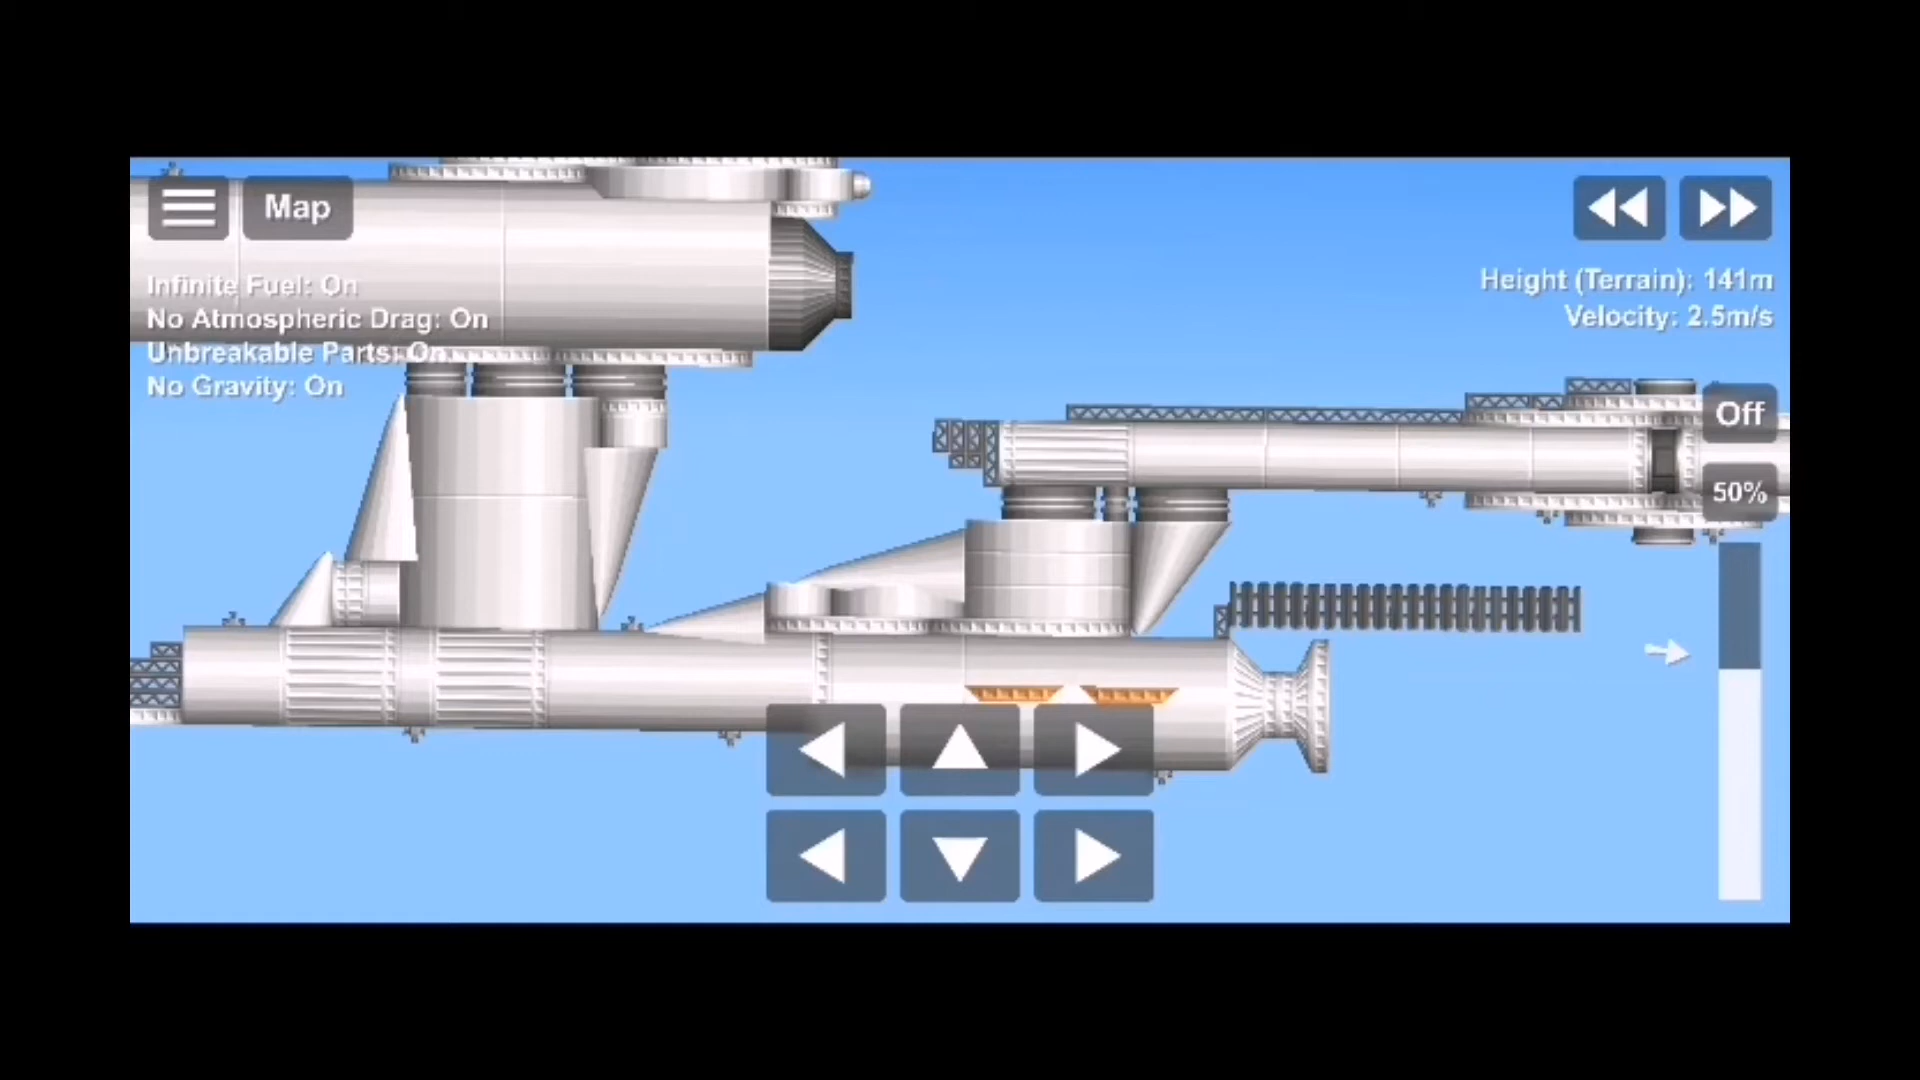 Map
Infinite Fuel: On
No Atmospheric Drag: On
Unbreakable Parts: On
No Gravity: On
Height (Terrain): 141m
Velocity: 2.5m/s
Off
50%